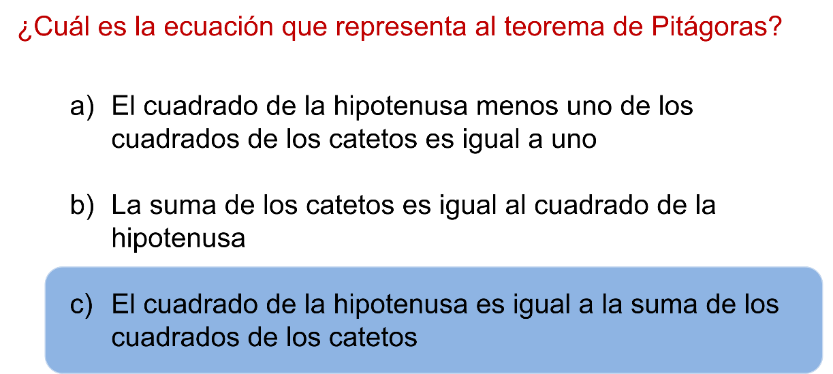 ¿Cuál es la ecuación que representa al teorema de Pitágoras?
a) El cuadrado de la hipotenusa menos uno de los
cuadrados de los catetos es igual a uno
b) La suma de los catetos es igual al cuadrado de la
hipotenusa
c) El cuadrado de la hipotenusa es igual a la suma de los
cuadrados de los catetos